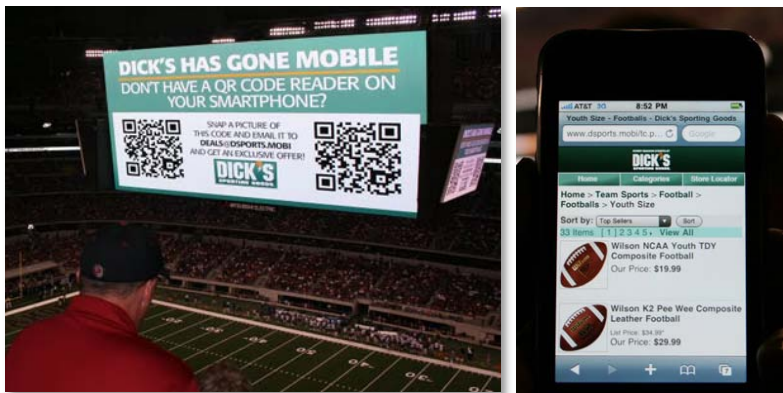 DICK'S HAS GONE MOBILE
DON'T HAVE A QR CODE READER ON
YOUR SMARTPHONE?
SNAP A PICTURE OF
THIS CODE AND EMAIL IT TO
DEALS@DSPORTS.MOBI
AND GET AN EXCLUSIVE OFFER!
DICK'S
SPORTING GOODS
MITSUBISHI ELECTRIC
AT&T 3G 8:52 PM
Youth Size - Footballs - Dick's Sporting Goods
www.dsports.mobi/tc.p... Google
DICK'S
Home Categories Store Locator
Home > Team Sports > Football >
Footballs > Youth Size
Sort by: Top Sellers Sort
33 Items [ 1 ] 2 3 4 5 , View All
Wilson NCAA Youth TDY
Composite Football
Our Price: $19.99
Wilson K2 Pee Wee Composite
Leather Football
List Price: $34.99*
Our Price: $29.99